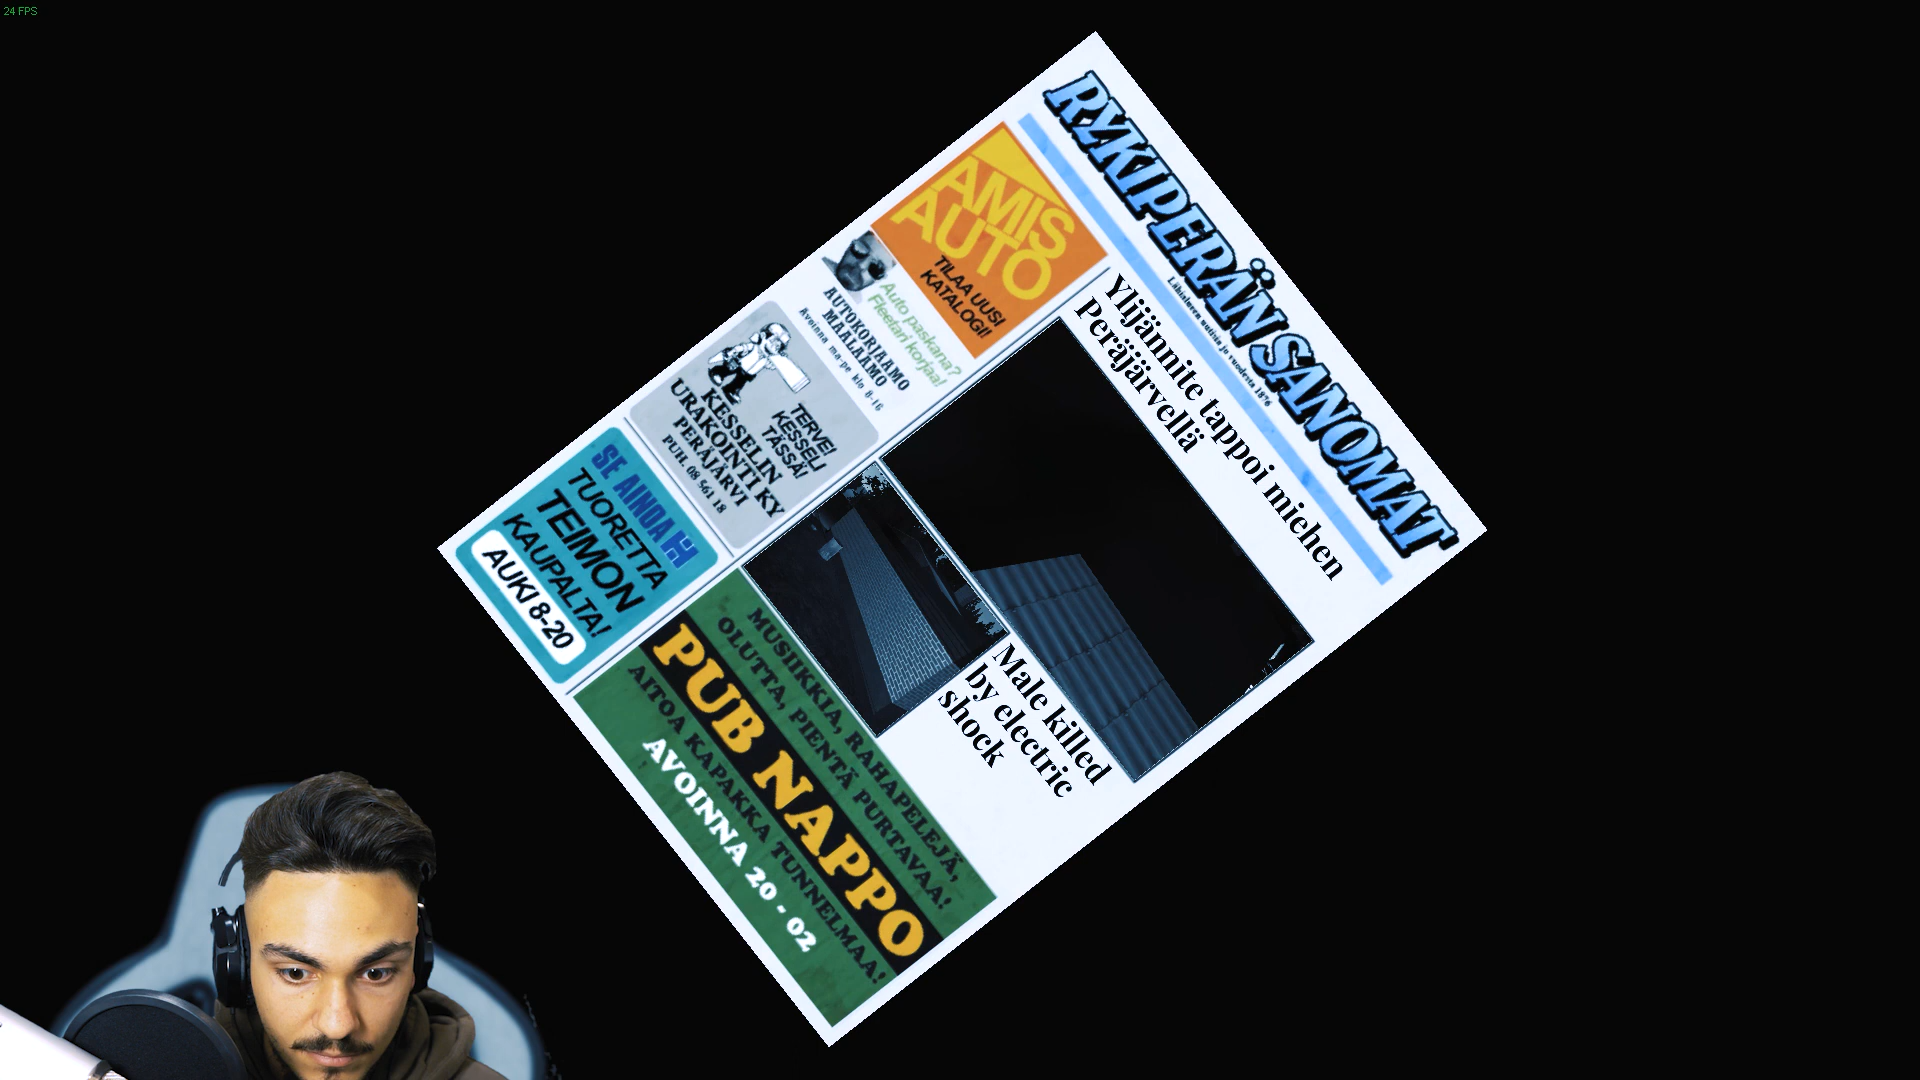 24 FPS
RYKIPERÄN SANOMAT
Lähialueen uutisia jo vuodesta 1876
AMIS
AUTO
TILAA UUSI
KATALOGI!
Auto paskana?
Fleetari korjaa!
AUTOKORJAAMO
MAALAAMO
Avoinna ma-pe klo 8-16
TERVE!
KESSELI
TÄSSÄ!
KESSELIN
URAKOINTI KY
PERÄJÄRVI
PUH. 08 561 18
SE AINOA H
TUORETTA
TEIMON
KAUPALTA!
AUKI 8-20
Ylijännite tappoi miehen
Peräjärvellä
Male killed
by electric
shock
MUSIIKKIA, RAHAPELEJÄ,
OLUTTA, PIENTÄ PURTAVAA!
PUB NAPPO
AITOA KAPAKKA TUNNELMAA!
AVOINNA 20 - 02